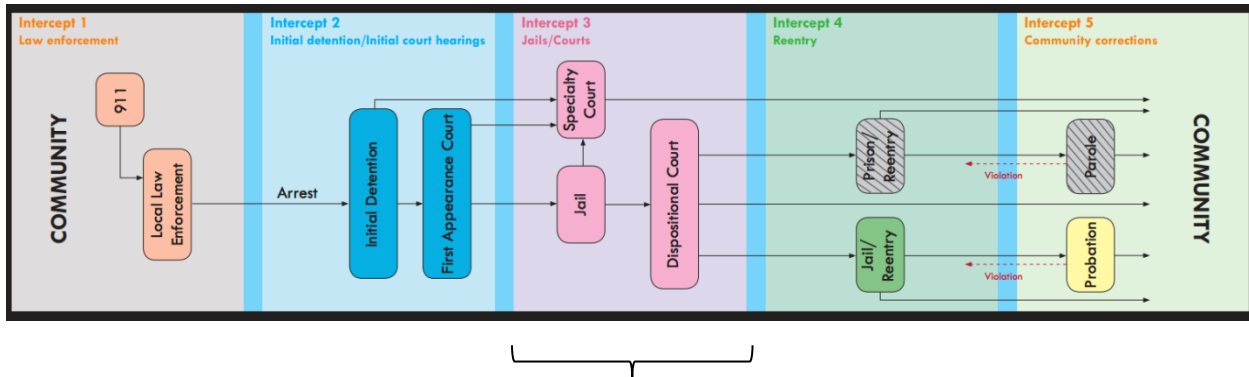 Intercept 1
Law enforcement
Intercept 2
Initial detention/Initial court hearings
Intercept 3
Jails/Courts
Intercept 4
Reentry
Intercept 5
Community corrections
COMMUNITY
911
Local Law
Enforcement
Arrest
Initial Detention
First Appearance Court
Specialty
Court
Jail
Dispositional Court
Prison/
Reentry
Jail/
Reentry
Violation
Violation
Parole
Probation
COMMUNITY